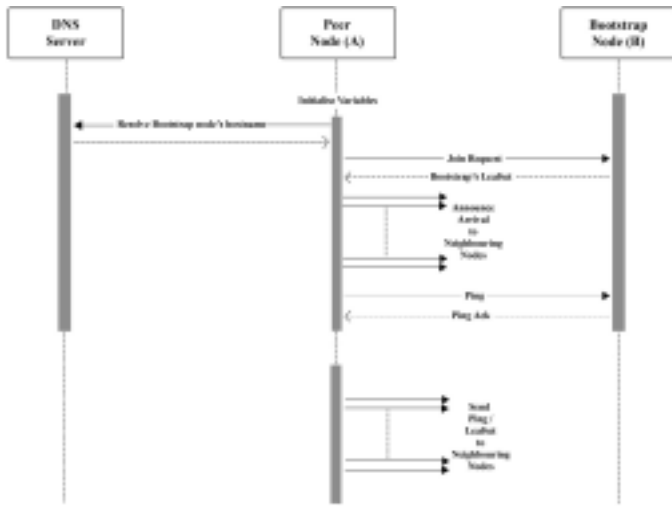 DNS
Server
Peer
Node (A)
Bootstrap
Node (B)
Initialise Variables
Resolve Bootstrap node's hostname
Join Request
Bootstrap's Leafset
Announce
Arrival
to
Neighbouring
Nodes
Ping
Ping Ack
Send
Ping /
Leafset
to
Neighbouring
Nodes